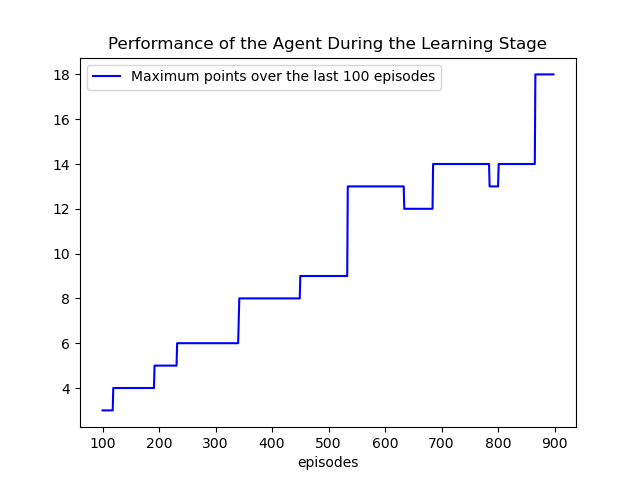 Performance of the Agent During the Learning Stage
Maximum points over the last 100 episodes
18
16
14
12
10
8
6
4
100 200 300 400 500 600 700 800 900
episodes